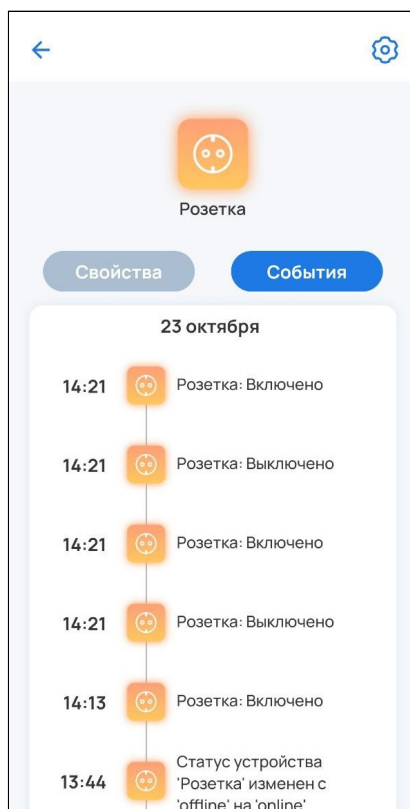 Розетка
Свойства
События
23 октября
14:21 Розетка: Включено
14:21 Розетка: Выключено
14:21 Розетка: Включено
14:21 Розетка: Выключено
14:13 Розетка: Включено
13:44 Статус устройства
'Розетка' изменен с
'offline' на 'online'